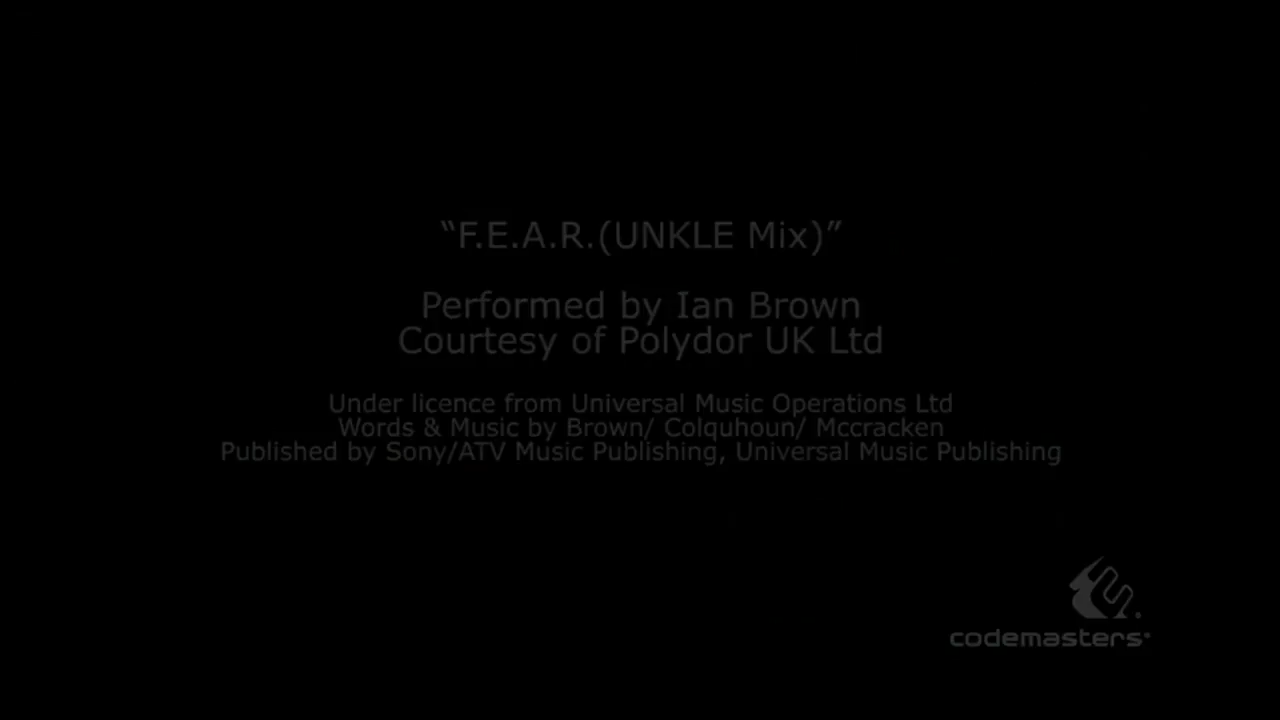 “F.E.A.R.(UNKLE Mix)”
Performed by Ian Brown
Courtesy of Polydor UK Ltd
Under licence from Universal Music Operations Ltd
Words & Music by Brown/ Colquhoun/ Mccracken
Published by Sony/ATV Music Publishing, Universal Music Publishing
codemasters